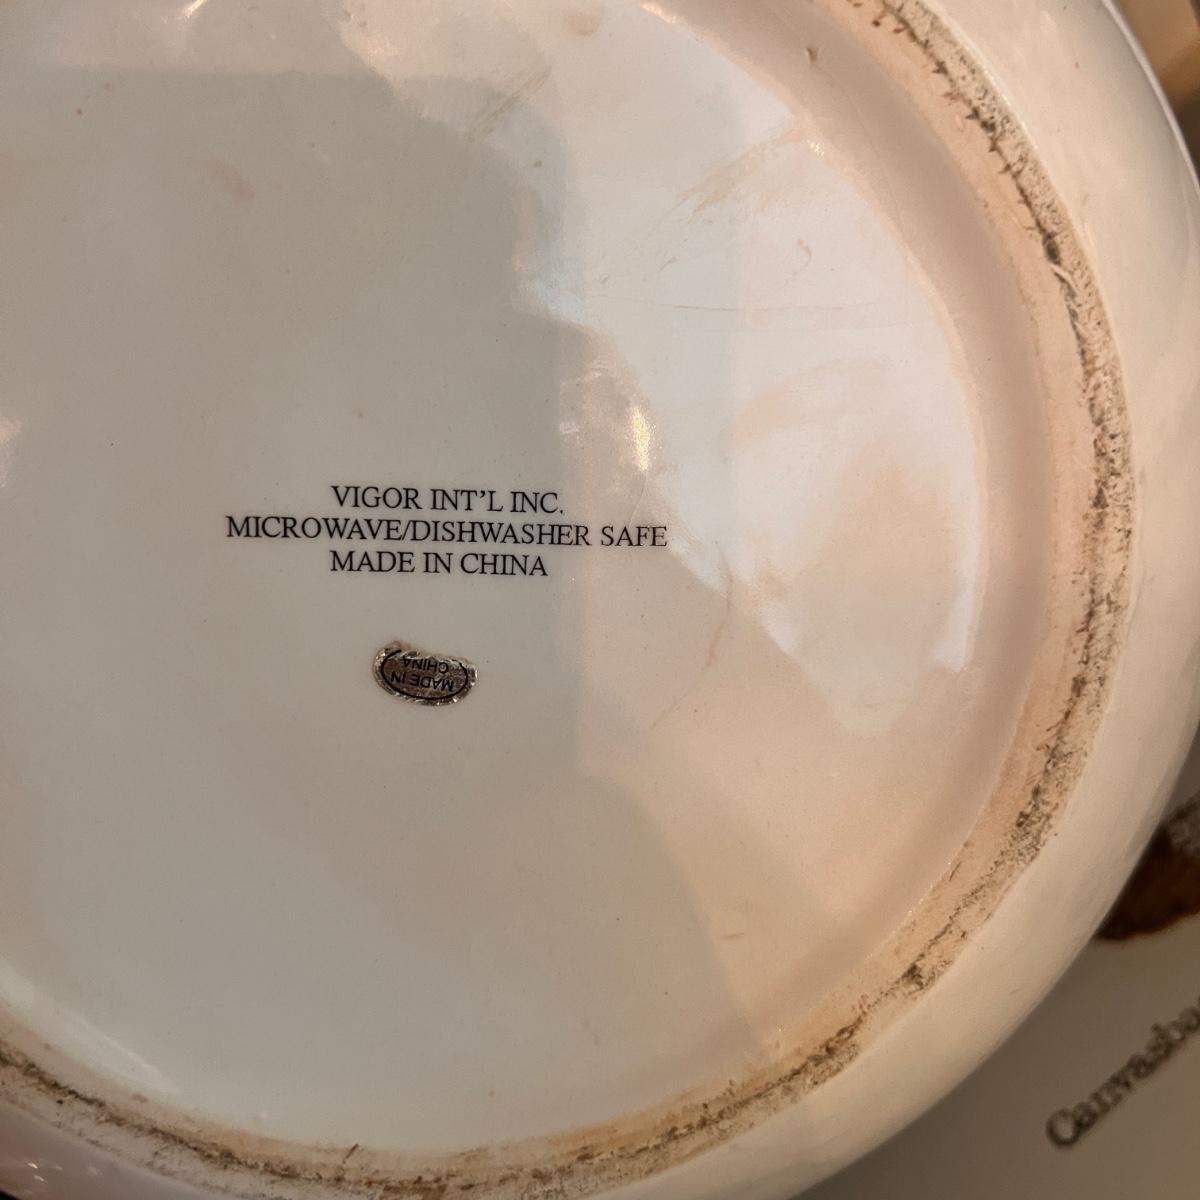 VIGOR INT'L INC.
MICROWAVE/DISHWASHER SAFE
MADE IN CHINA
MADE IN
CHINA